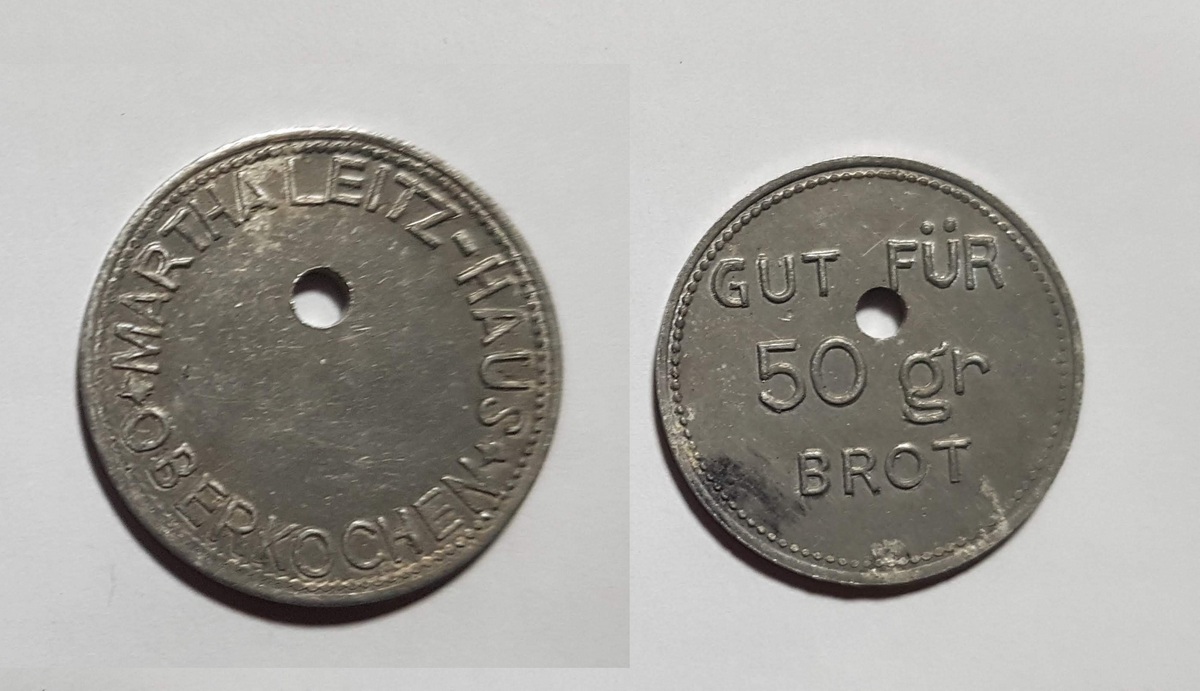 MARTHA LEITZ-HAUS
OBERKOCHEN
GUT FÜR
50 gr
BROT